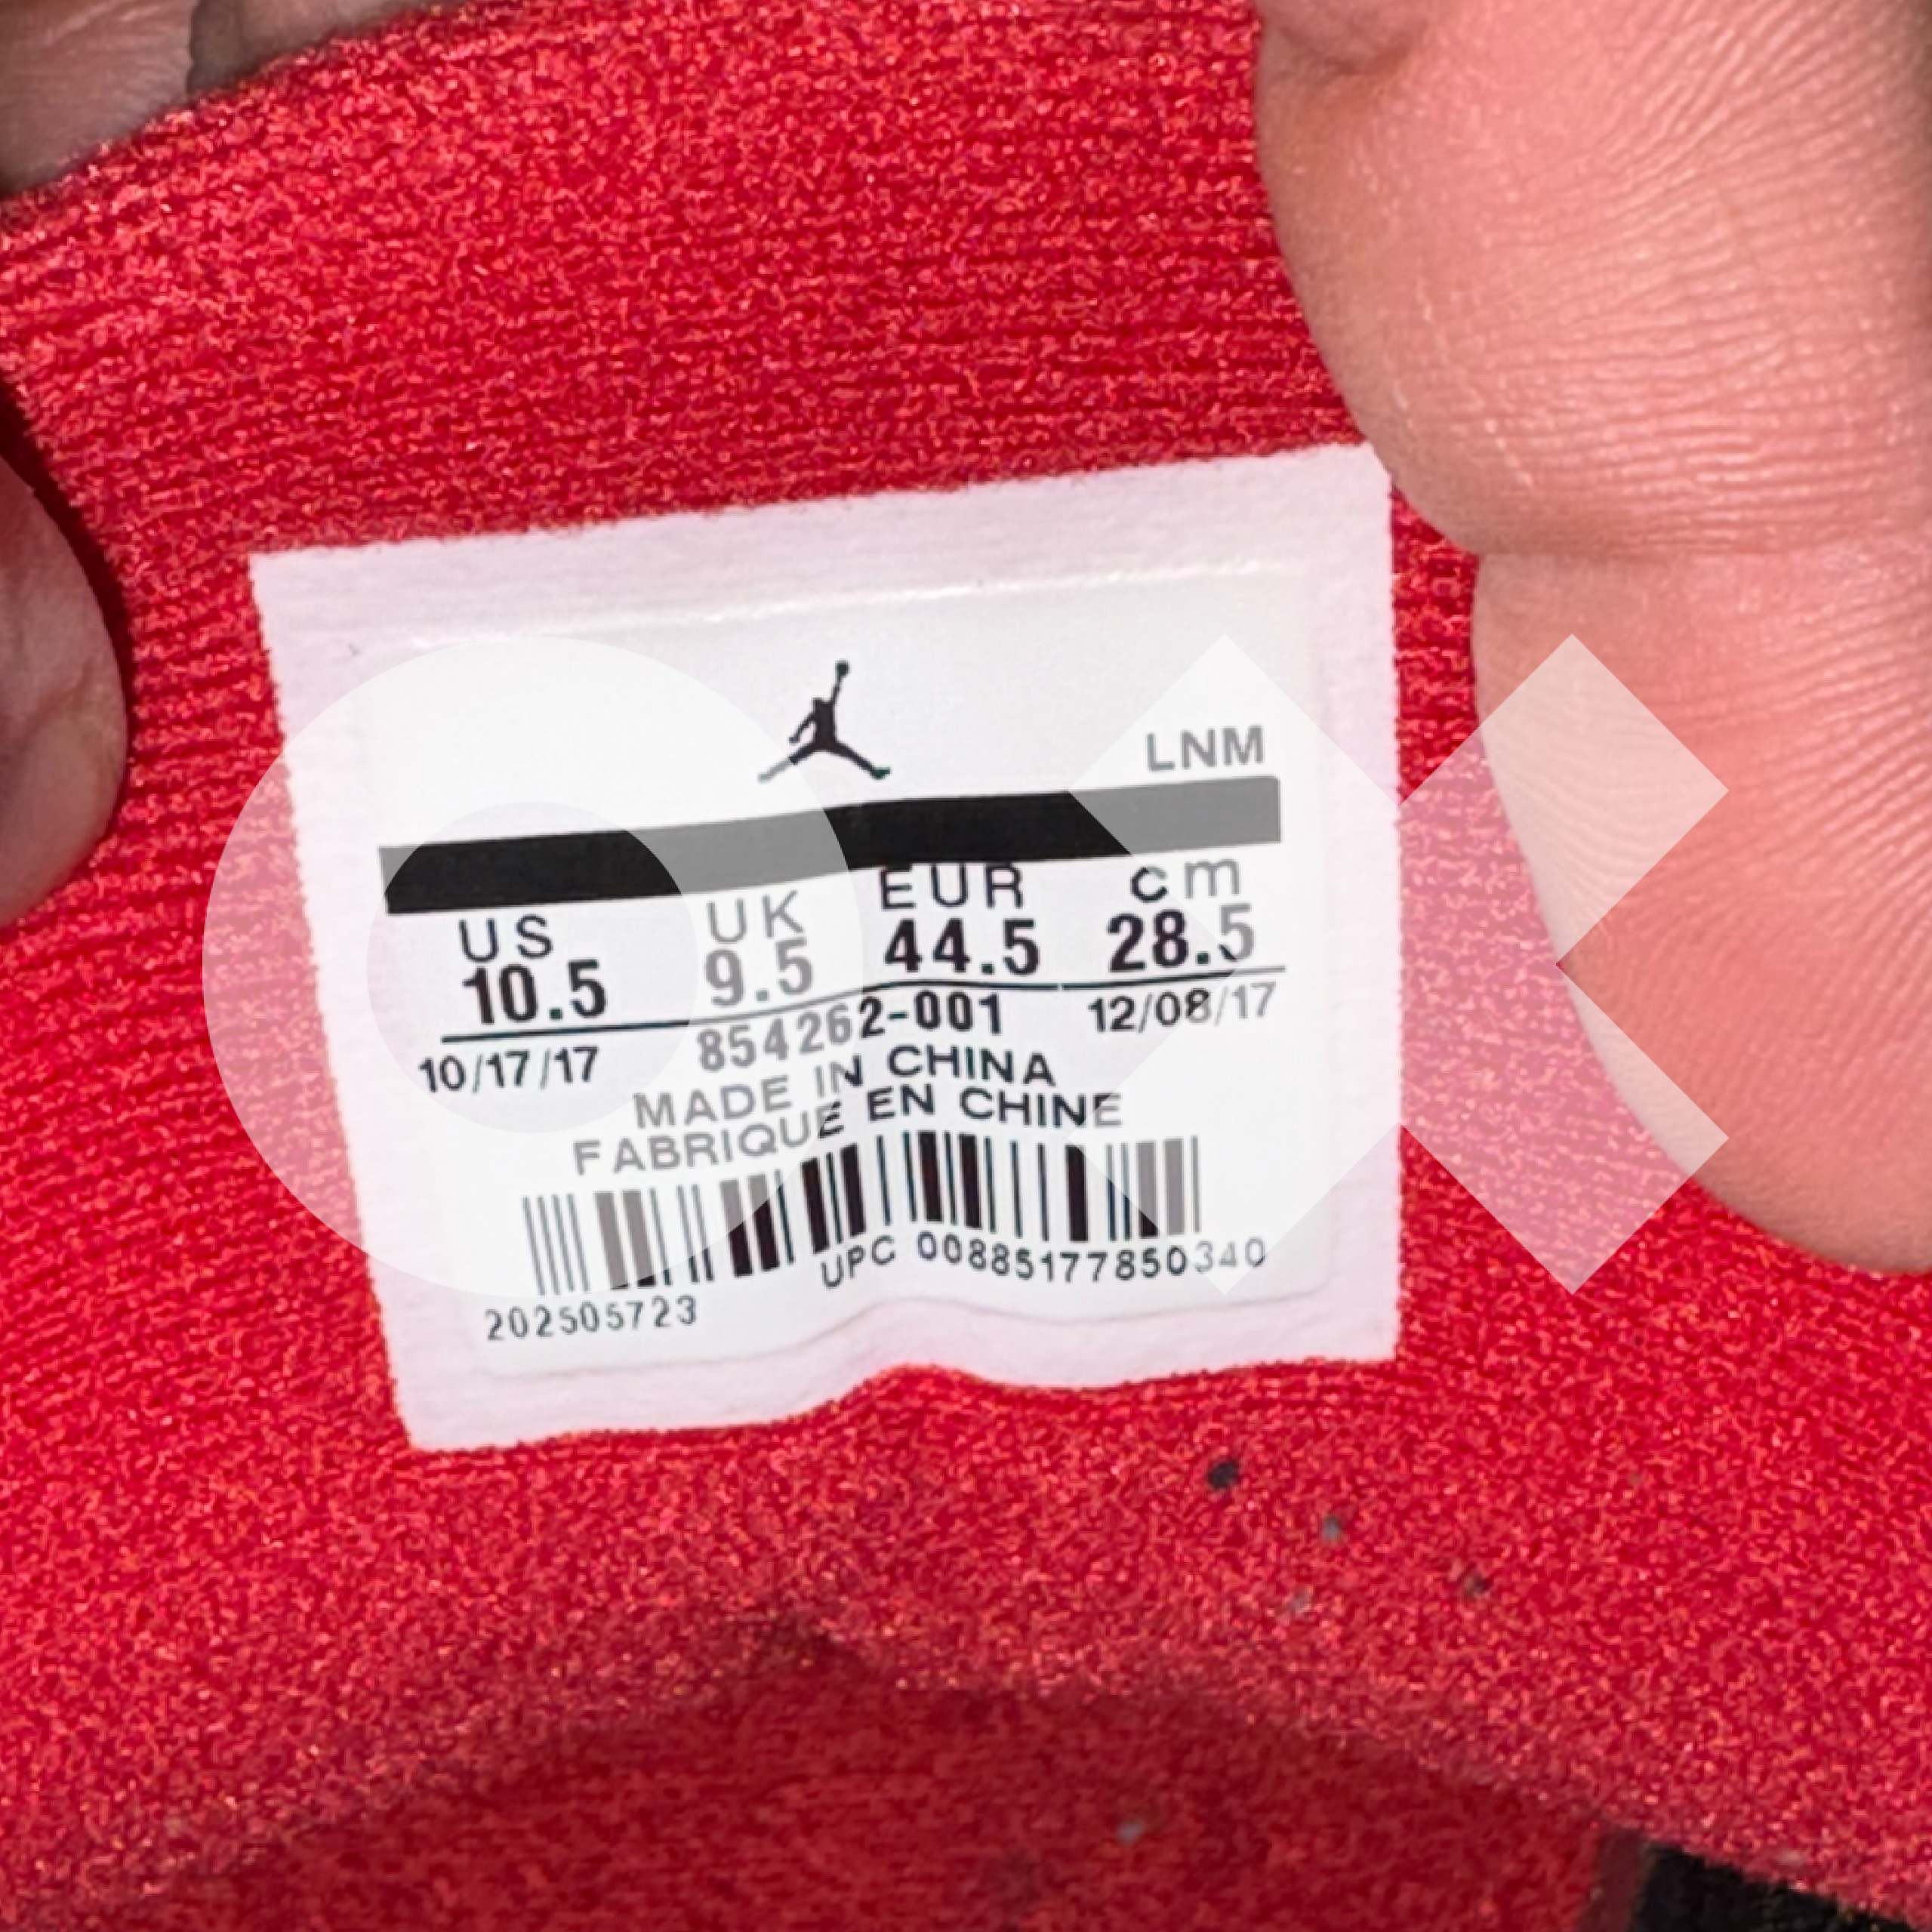 LNM
US UK EUR cm
10.5 9.5 44.5 28.5
10/17/17 854262-001 12/08/17
MADE IN CHINA
FABRIQUE EN CHINE
202505723 UPC 00885177850340